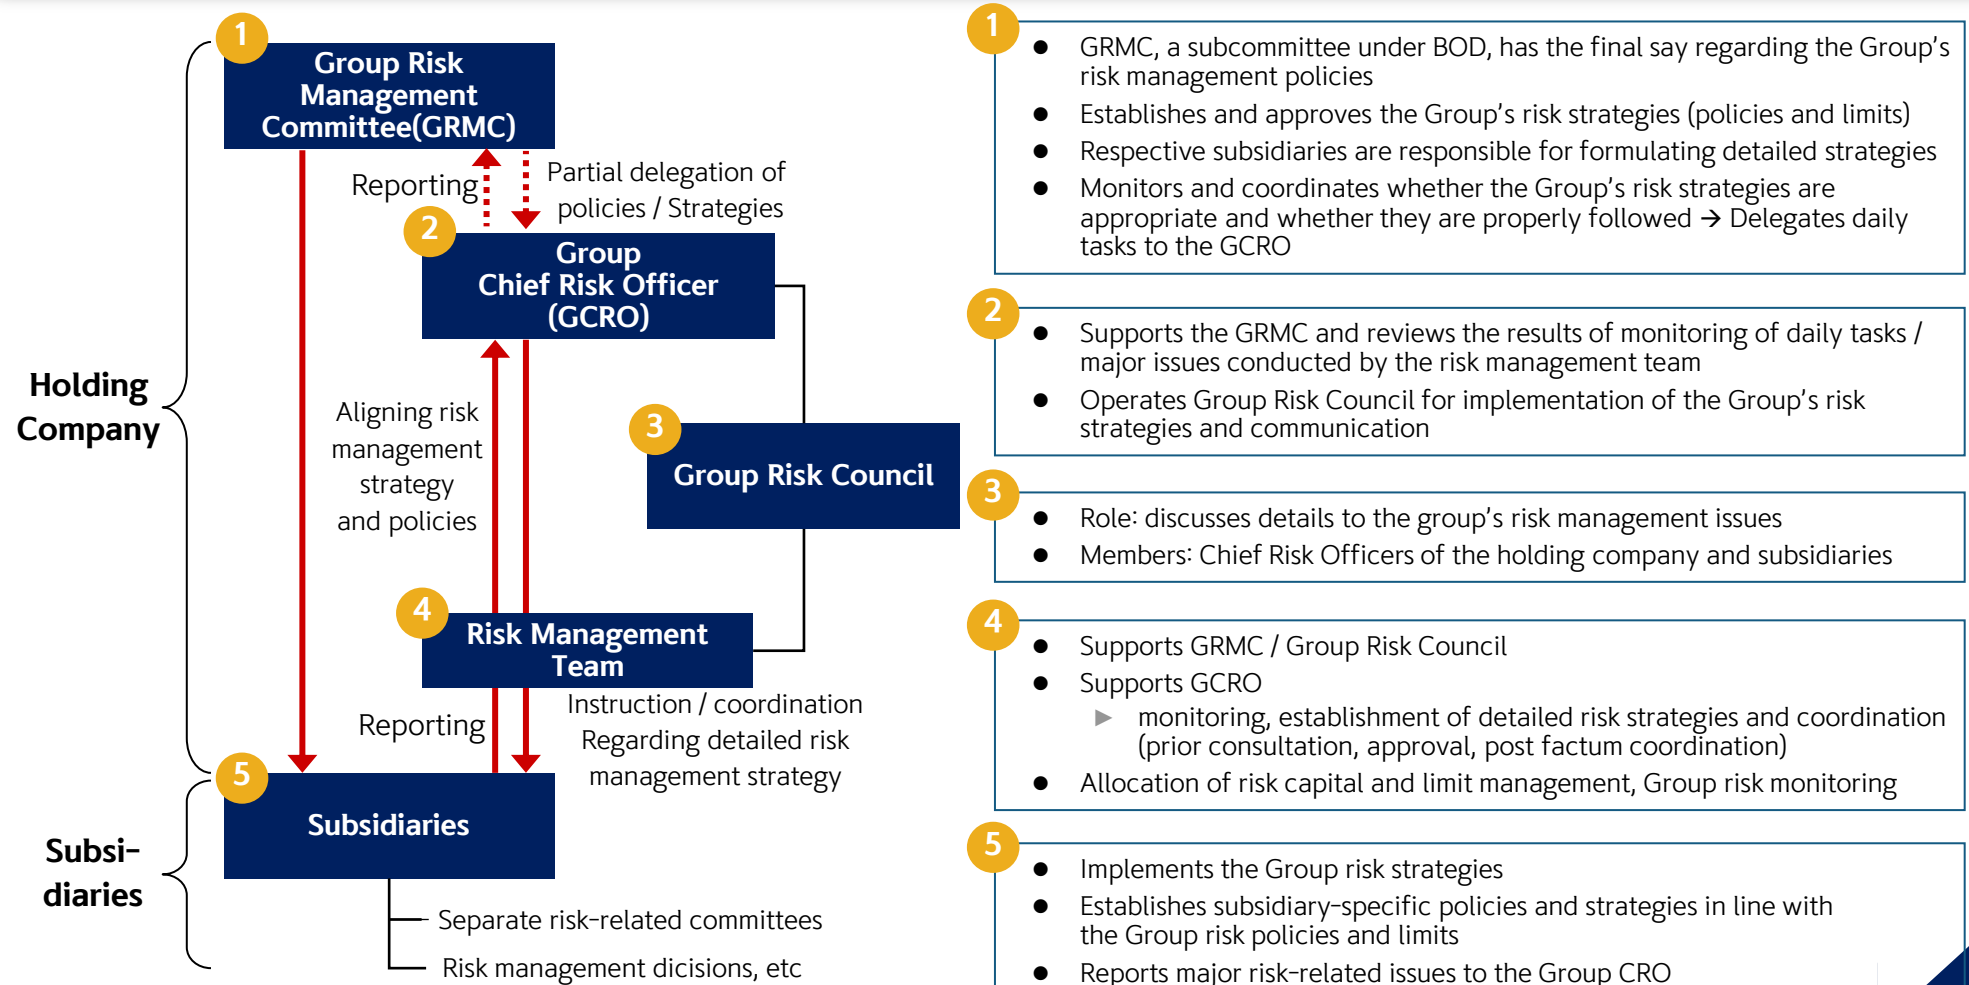 1
Group Risk
Management
Committee(GRMC)
Reporting
Partial delegation of
policies / Strategies
2
Group
Chief Risk Officer
(GCRO)
Holding
Company
Aligning risk
management
strategy
and policies
3
Group Risk Council
4
Risk Management
Team
Reporting
Instruction / coordination
Regarding detailed risk
management strategy
5
Subsidiaries
Subsi-
diaries
Separate risk-related committees
Risk management dicisions, etc
1
● GRMC, a subcommittee under BOD, has the final say regarding the Group's
risk management policies
● Establishes and approves the Group's risk strategies (policies and limits)
● Respective subsidiaries are responsible for formulating detailed strategies
● Monitors and coordinates whether the Group's risk strategies are
appropriate and whether they are properly followed → Delegates daily
tasks to the GCRO
2
● Supports the GRMC and reviews the results of monitoring of daily tasks /
major issues conducted by the risk management team
● Operates Group Risk Council for implementation of the Group's risk
strategies and communication
3
● Role: discusses details to the group's risk management issues
● Members: Chief Risk Officers of the holding company and subsidiaries
4
● Supports GRMC / Group Risk Council
● Supports GCRO
► monitoring, establishment of detailed risk strategies and coordination
(prior consultation, approval, post factum coordination)
● Allocation of risk capital and limit management, Group risk monitoring
5
● Implements the Group risk strategies
● Establishes subsidiary-specific policies and strategies in line with
the Group risk policies and limits
● Reports major risk-related issues to the Group CRO